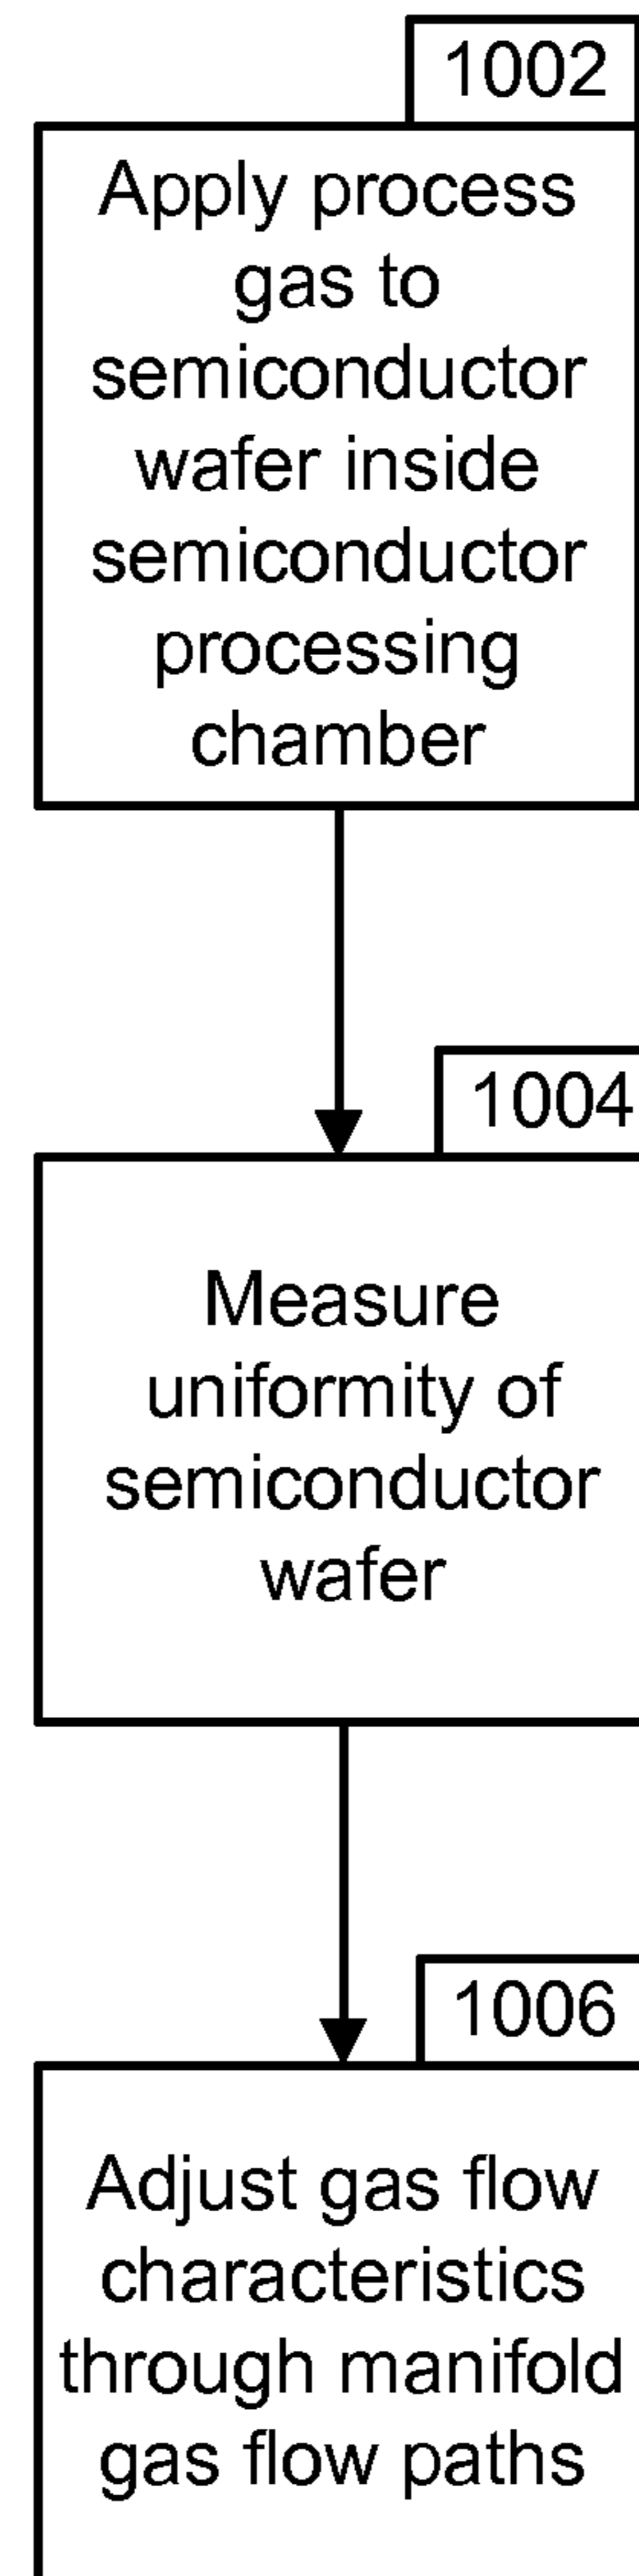 1002
Apply process
gas to
semiconductor
wafer inside
semiconductor
processing
chamber
1004
Measure
uniformity of
semiconductor
wafer
1006
Adjust gas flow
characteristics
through manifold
gas flow paths